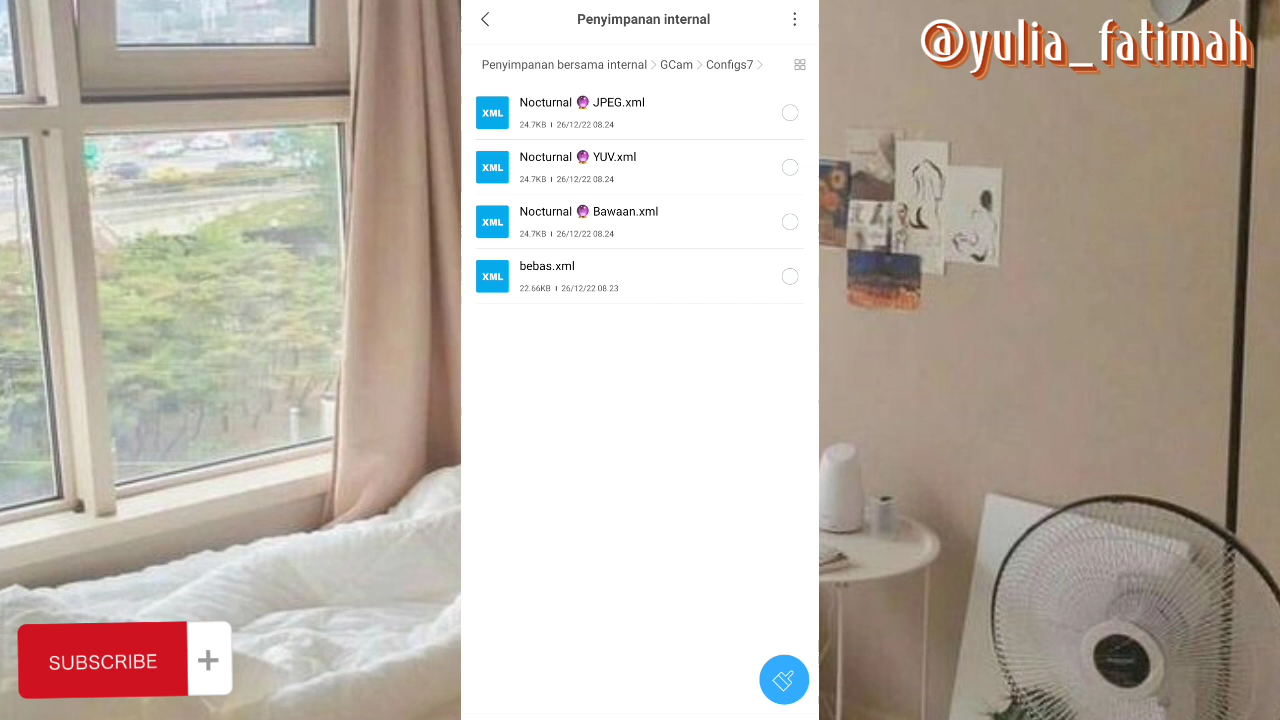 Penyimpanan internal
@yulia_fatimah
Penyimpanan bersama internal > GCam > Configs7 >
XML
Nocturnal 🔮 JPEG.xml
24.7KB | 26/12/22 08.24
XML
Nocturnal 🔮 YUV.xml
24.7KB | 26/12/22 08.24
XML
Nocturnal 🔮 Bawaan.xml
24.7KB | 26/12/22 08.24
XML
bebas.xml
22.66KB | 26/12/22 08.23
SUBSCRIBE +